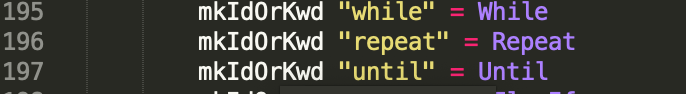 195 mkIdOrKwd "while" = While
196 mkIdOrKwd "repeat" = Repeat
197 mkIdOrKwd "until" = Until